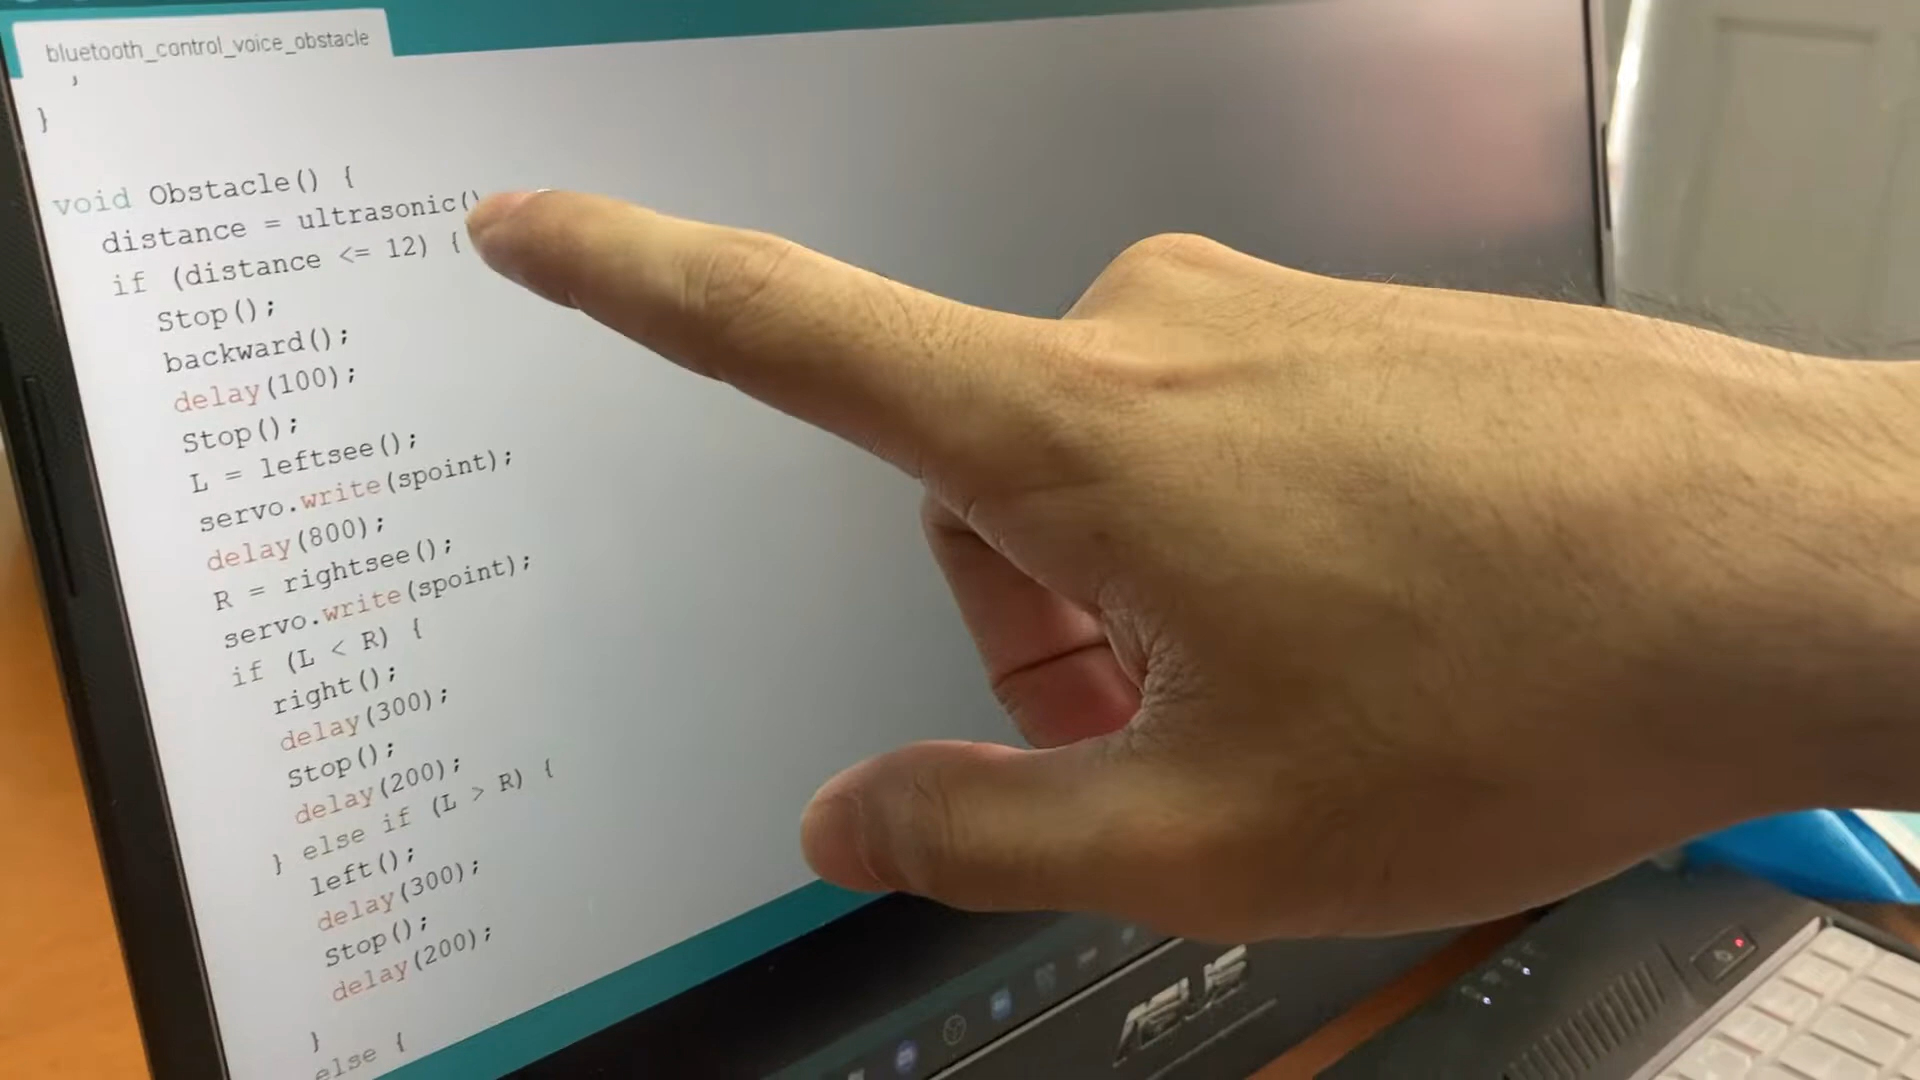 bluetooth_control_voice_obstacle
}
}
void Obstacle() {
distance = ultrasonic()
if (distance <= 12) {
Stop();
backward();
delay(100);
Stop();
L = leftsee();
servo.write(spoint);
delay(800);
R = rightsee();
servo.write(spoint);
if (L < R) {
right();
delay(300);
Stop();
delay(200);
} else if (L > R) {
left();
delay(300);
Stop();
delay(200);
}
else {
ASUS